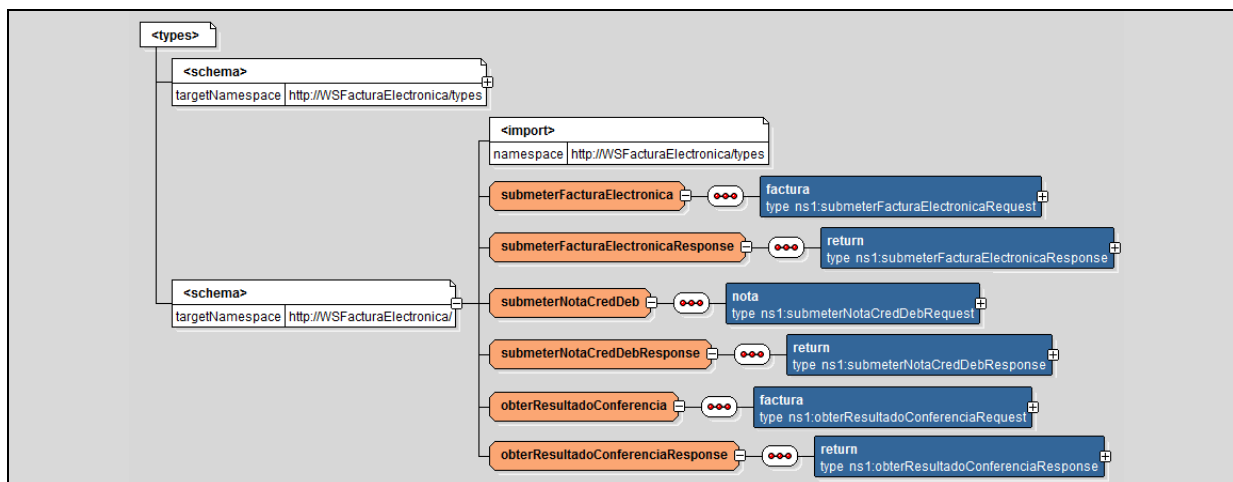 <types>
<schema>
targetNamespace http://WSFacturaElectronica/types
<import>
namespace http://WSFacturaElectronica/types
submeterFacturaElectronica
factura
type ns1:submeterFacturaElectronicaRequest
submeterFacturaElectronicaResponse
return
type ns1:submeterFacturaElectronicaResponse
<schema>
targetNamespace http://WSFacturaElectronica/
submeterNotaCredDeb
nota
type ns1:submeterNotaCredDebRequest
submeterNotaCredDebResponse
return
type ns1:submeterNotaCredDebResponse
obterResultadoConferencia
factura
type ns1:obterResultadoConferenciaRequest
obterResultadoConferenciaResponse
return
type ns1:obterResultadoConferenciaResponse